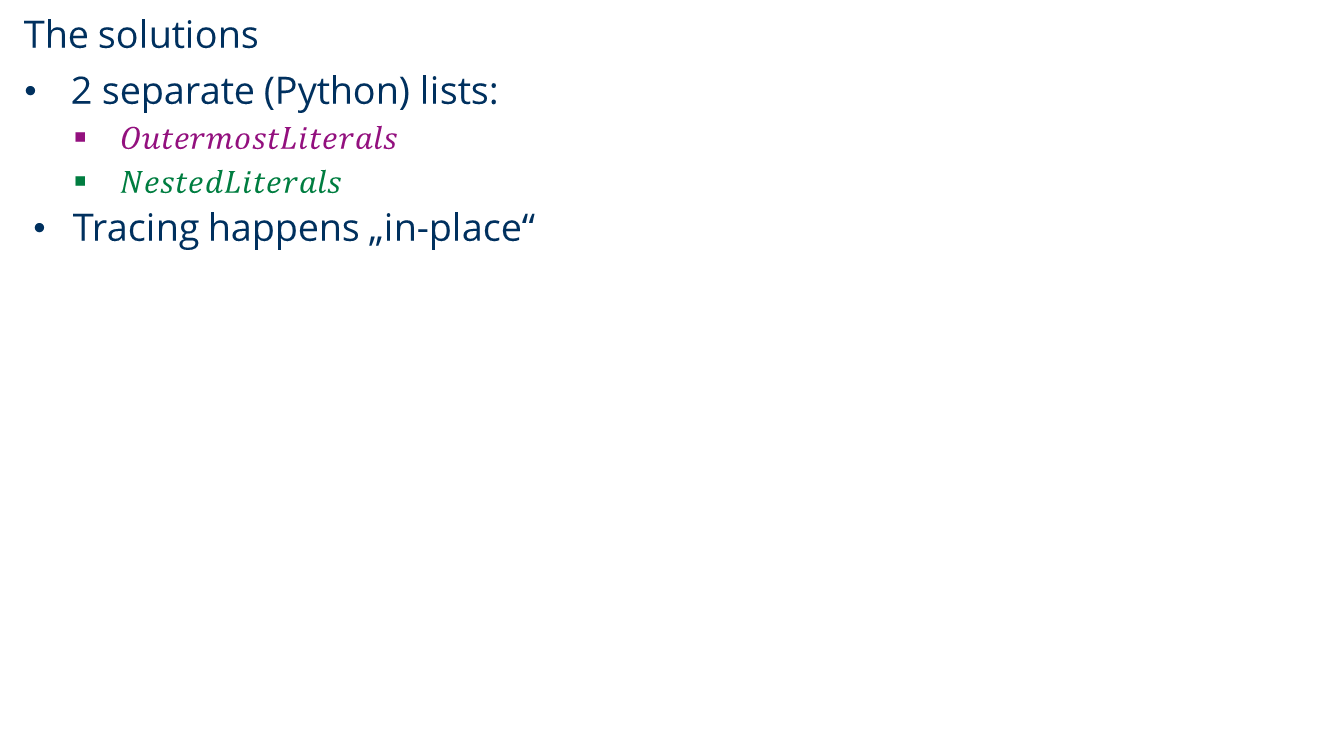 The solutions
• 2 separate (Python) lists:
▪ OutermostLiterals
▪ NestedLiterals
• Tracing happens „in-place“